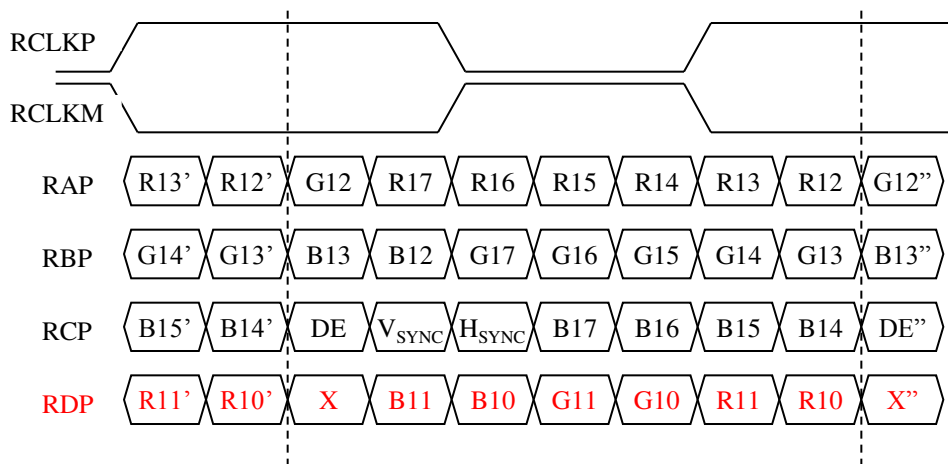 RCLKP
RCLKM
RAP R13’ R12’ G12 R17 R16 R15 R14 R13 R12 G12”
RBP G14’ G13’ B13 B12 G17 G16 G15 G14 G13 B13”
RCP B15’ B14’ DE VSYNC HSYNC B17 B16 B15 B14 DE”
RDP R11’ R10’ X B11 B10 G11 G10 R11 R10 X”